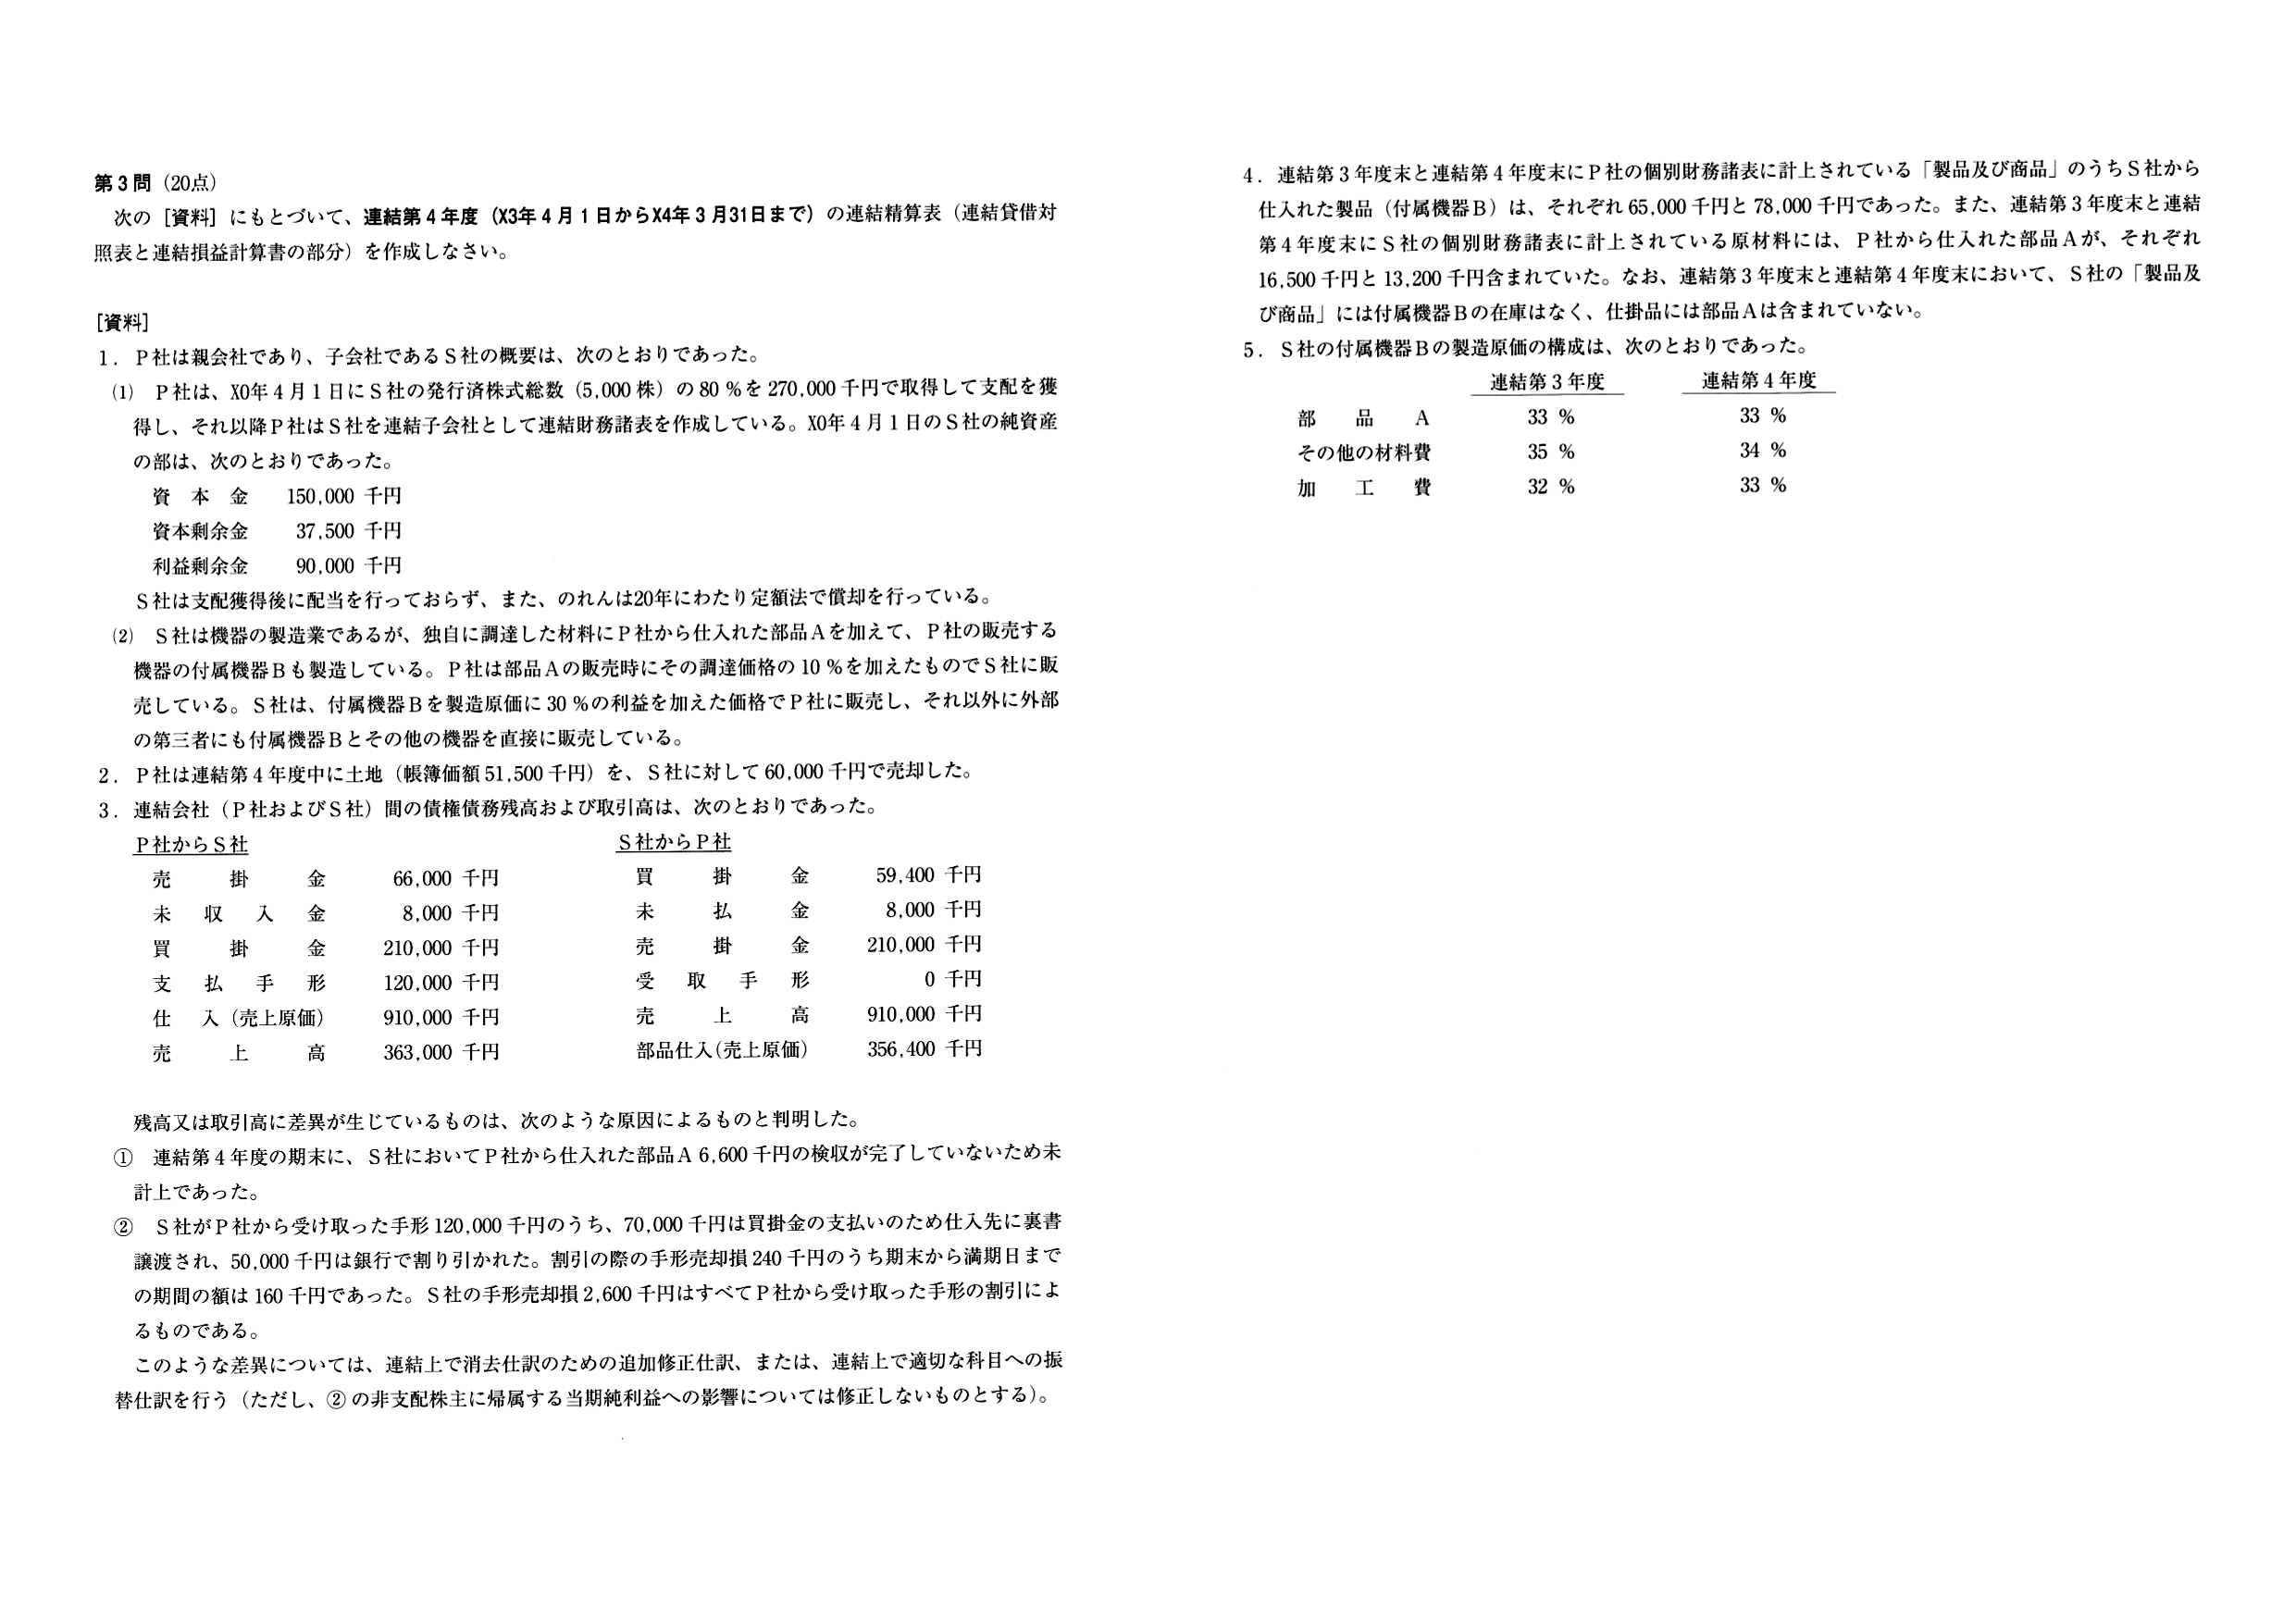 第3問（20点）
次の［資料］にもとづいて、連結第4年度（X3年4月1日からX4年3月31日まで）の連結精算表（連結貸借対
照表と連結損益計算書の部分）を作成しなさい。
［資料］
1．P社は親会社であり、子会社であるS社の概要は、次のとおりであった。
(1) P社は、X0年4月1日にS社の発行済株式総数（5,000株）の80％を270,000千円で取得して支配を獲
得し、それ以降P社はS社を連結子会社として連結財務諸表を作成している。X0年4月1日のS社の純資産
の部は、次のとおりであった。
資本金 150,000 千円
資本剰余金 37,500 千円
利益剰余金 90,000 千円
S社は支配獲得後に配当を行っておらず、また、のれんは20年にわたり定額法で償却を行っている。
(2) S社は機器の製造業であるが、独自に調達した材料にP社から仕入れた部品Aを加えて、P社の販売する
機器の付属機器Bも製造している。P社は部品Aの販売時にその調達価格の10％を加えたものでS社に販
売している。S社は、付属機器Bを製造原価に30％の利益を加えた価格でP社に販売し、それ以外に外部
の第三者にも付属機器Bとその他の機器を直接に販売している。
2．P社は連結第4年度中に土地（帳簿価額51,500千円）を、S社に対して60,000千円で売却した。
3．連結会社（P社およびS社）間の債権債務残高および取引高は、次のとおりであった。
P社からS社 S社からP社
売掛金 66,000 千円 買掛金 59,400 千円
未収入金 8,000 千円 未払金 8,000 千円
買掛金 210,000 千円 売掛金 210,000 千円
支払手形 120,000 千円 受取手形 0 千円
仕入（売上原価） 910,000 千円 売上高 910,000 千円
売上高 363,000 千円 部品仕入（売上原価） 356,400 千円
残高又は取引高に差異が生じているものは、次のような原因によるものと判明した。
① 連結第4年度の期末に、S社においてP社から仕入れた部品A 6,600千円の検収が完了していないため未
計上であった。
② S社がP社から受け取った手形120,000千円のうち、70,000千円は買掛金の支払いのため仕入先に裏書
譲渡され、50,000千円は銀行で割り引かれた。割引の際の手形売却損240千円のうち期末から満期日まで
の期間の額は160千円であった。S社の手形売却損2,600千円はすべてP社から受け取った手形の割引によ
るものである。
このような差異については、連結上で消去仕訳のための追加修正仕訳、または、連結上で適切な科目への振
替仕訳を行う（ただし、②の非支配株主に帰属する当期純利益への影響については修正しないものとする）。
4．連結第3年度末と連結第4年度末にP社の個別財務諸表に計上されている「製品及び商品」のうちS社から
仕入れた製品（付属機器B）は、それぞれ65,000千円と78,000千円であった。また、連結第3年度末と連結
第4年度末にS社の個別財務諸表に計上されている原材料には、P社から仕入れた部品Aが、それぞれ
16,500千円と13,200千円含まれていた。なお、連結第3年度末と連結第4年度末において、S社の「製品及
び商品」には付属機器Bの在庫はなく、仕掛品には部品Aは含まれていない。
5．S社の付属機器Bの製造原価の構成は、次のとおりであった。
連結第3年度 連結第4年度
部品A 33 ％ 33 ％
その他の材料費 35 ％ 34 ％
加工費 32 ％ 33 ％